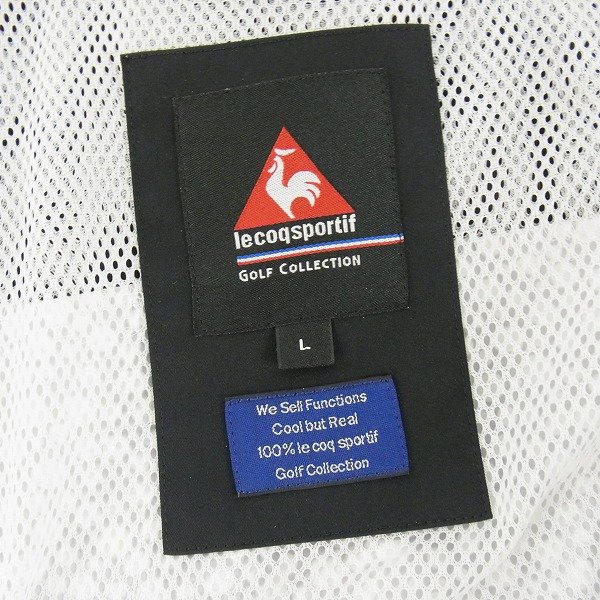 lecoqsportif
GOLF COLLECTION
L
We Sell Functions
Cool but Real
100% le coq sportif
Golf Collection